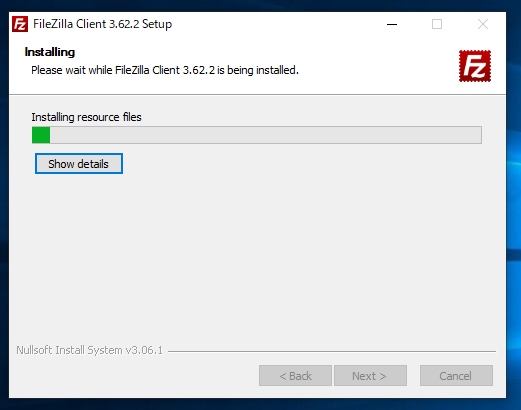 FileZilla Client 3.62.2 Setup
Installing
Please wait while FileZilla Client 3.62.2 is being installed.
FZ
Installing resource files
Show details
Nullsoft Install System v3.06.1
< Back
Next >
Cancel